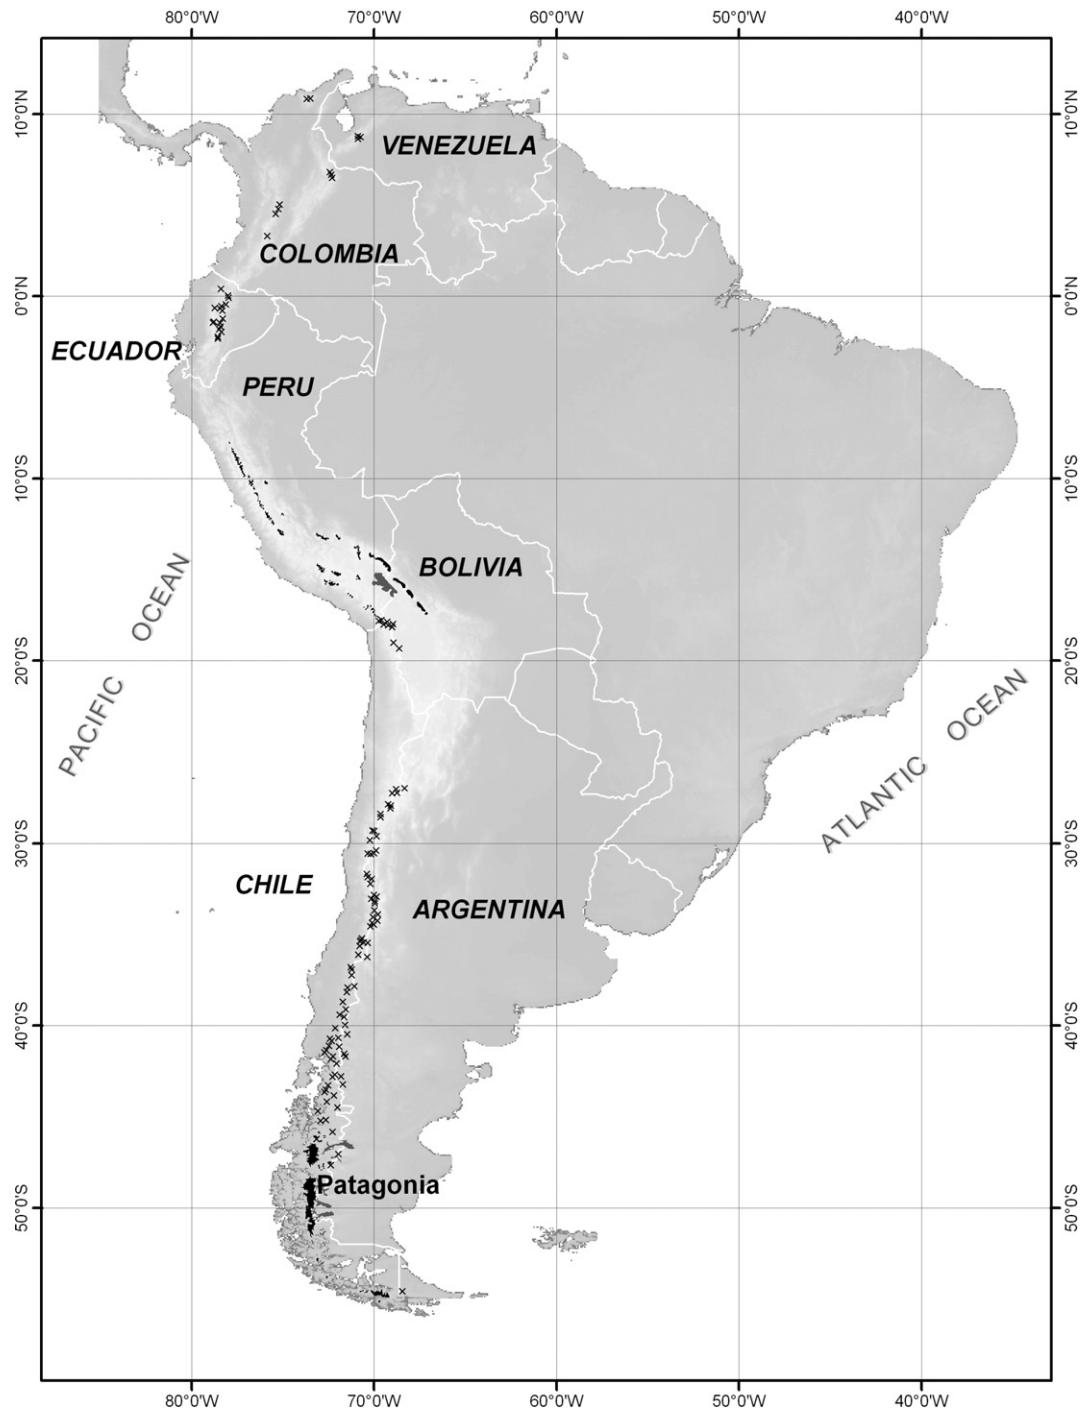 80°0'W 70°0'W 60°0'W 50°0'W 40°0'W
10°0'N 10°0'N
VENEZUELA
COLOMBIA
0°0'N 0°0'N
ECUADOR
PERU
10°0'S 10°0'S
BOLIVIA
PACIFIC OCEAN
20°0'S 20°0'S
ATLANTIC OCEAN
30°0'S 30°0'S
CHILE
ARGENTINA
40°0'S 40°0'S
Patagonia
50°0'S 50°0'S
80°0'W 70°0'W 60°0'W 50°0'W 40°0'W